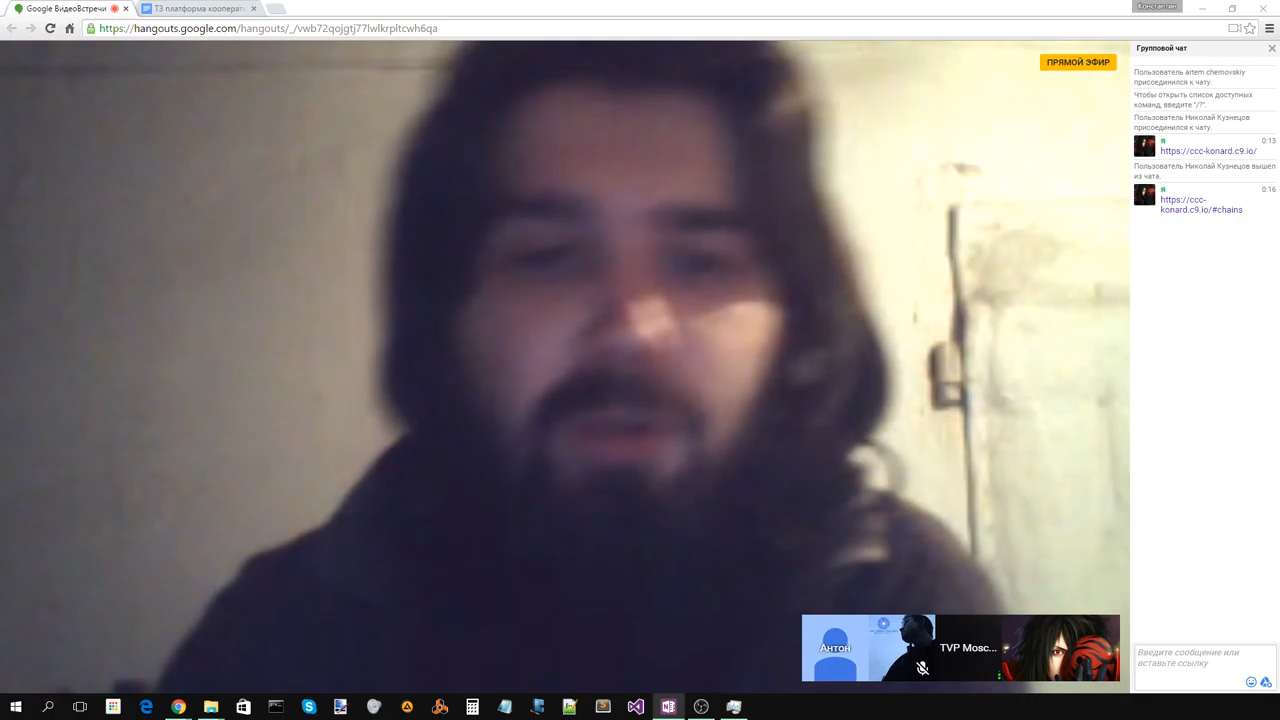 Константин
Google ВидеоВстречи
ТЗ платформа кооперат
https://hangouts.google.com/hangouts/_/vwb72qojgtj77lwlkrpltcwh6qa
ПРЯМОЙ ЭФИР
Групповой чат
Пользователь artem chernovskiy
присоединился к чату.
Чтобы открыть список доступных
команд, введите "/?".
Пользователь Николай Кузнецов
присоединился к чату.
я 0:13
https://ccc-konard.c9.io/
Пользователь Николай Кузнецов вышел
из чата.
я 0:16
https://ccc-
konard.c9.io/#chains
Антон
TVP Mosc...
Введите сообщение или
вставьте ссылку